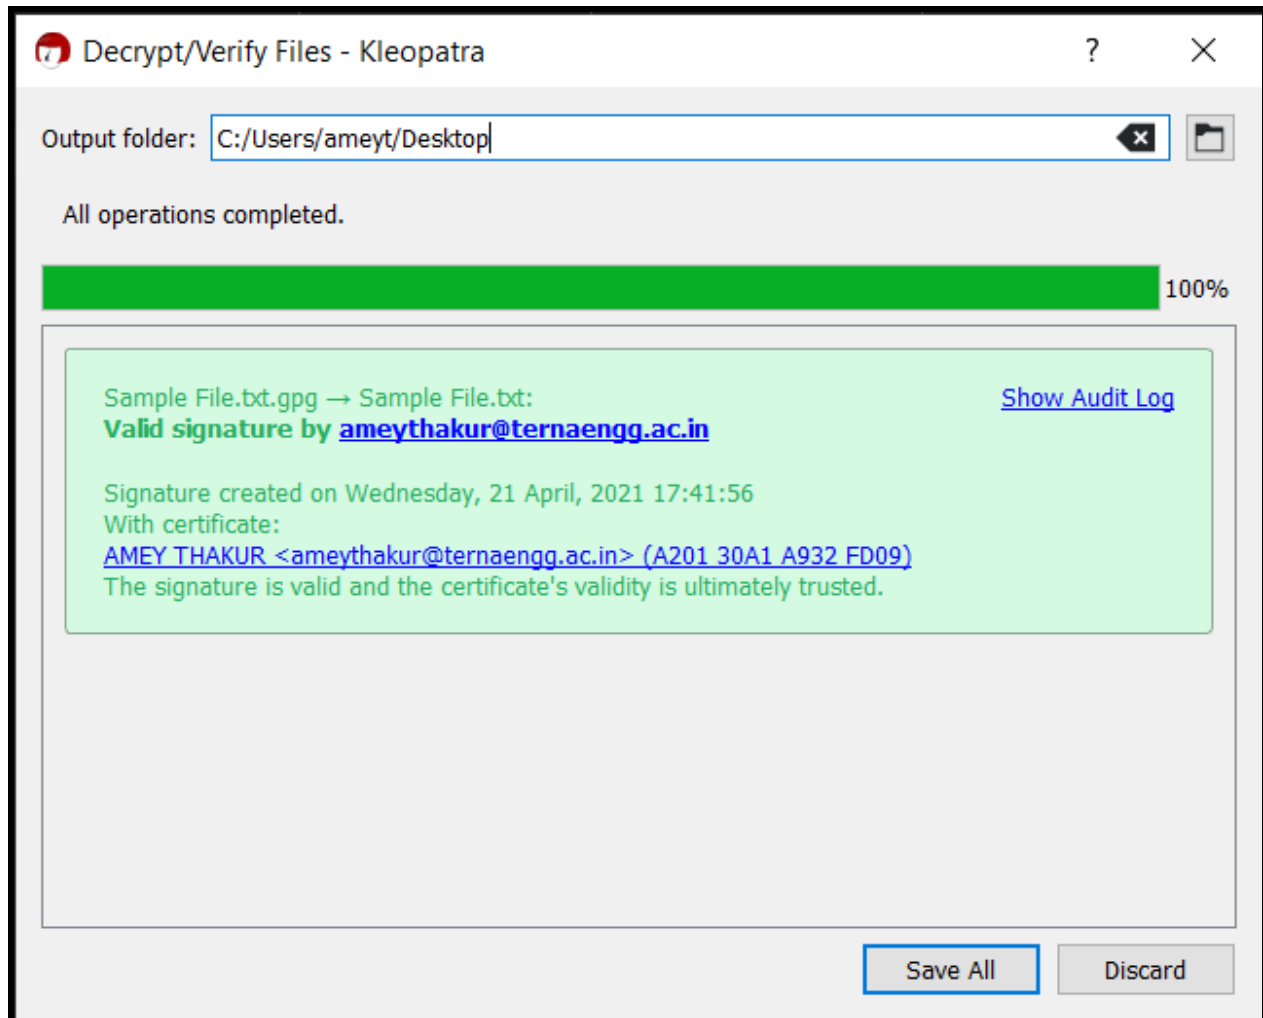 Decrypt/Verify Files - Kleopatra ?
Output folder: C:/Users/ameyt/Desktop
All operations completed.
100%
Sample File.txt.gpg → Sample File.txt: Show Audit Log
Valid signature by ameythakur@ternaengg.ac.in
Signature created on Wednesday, 21 April, 2021 17:41:56
With certificate:
AMEY THAKUR <ameythakur@ternaengg.ac.in> (A201 30A1 A932 FD09)
The signature is valid and the certificate's validity is ultimately trusted.
Save All Discard